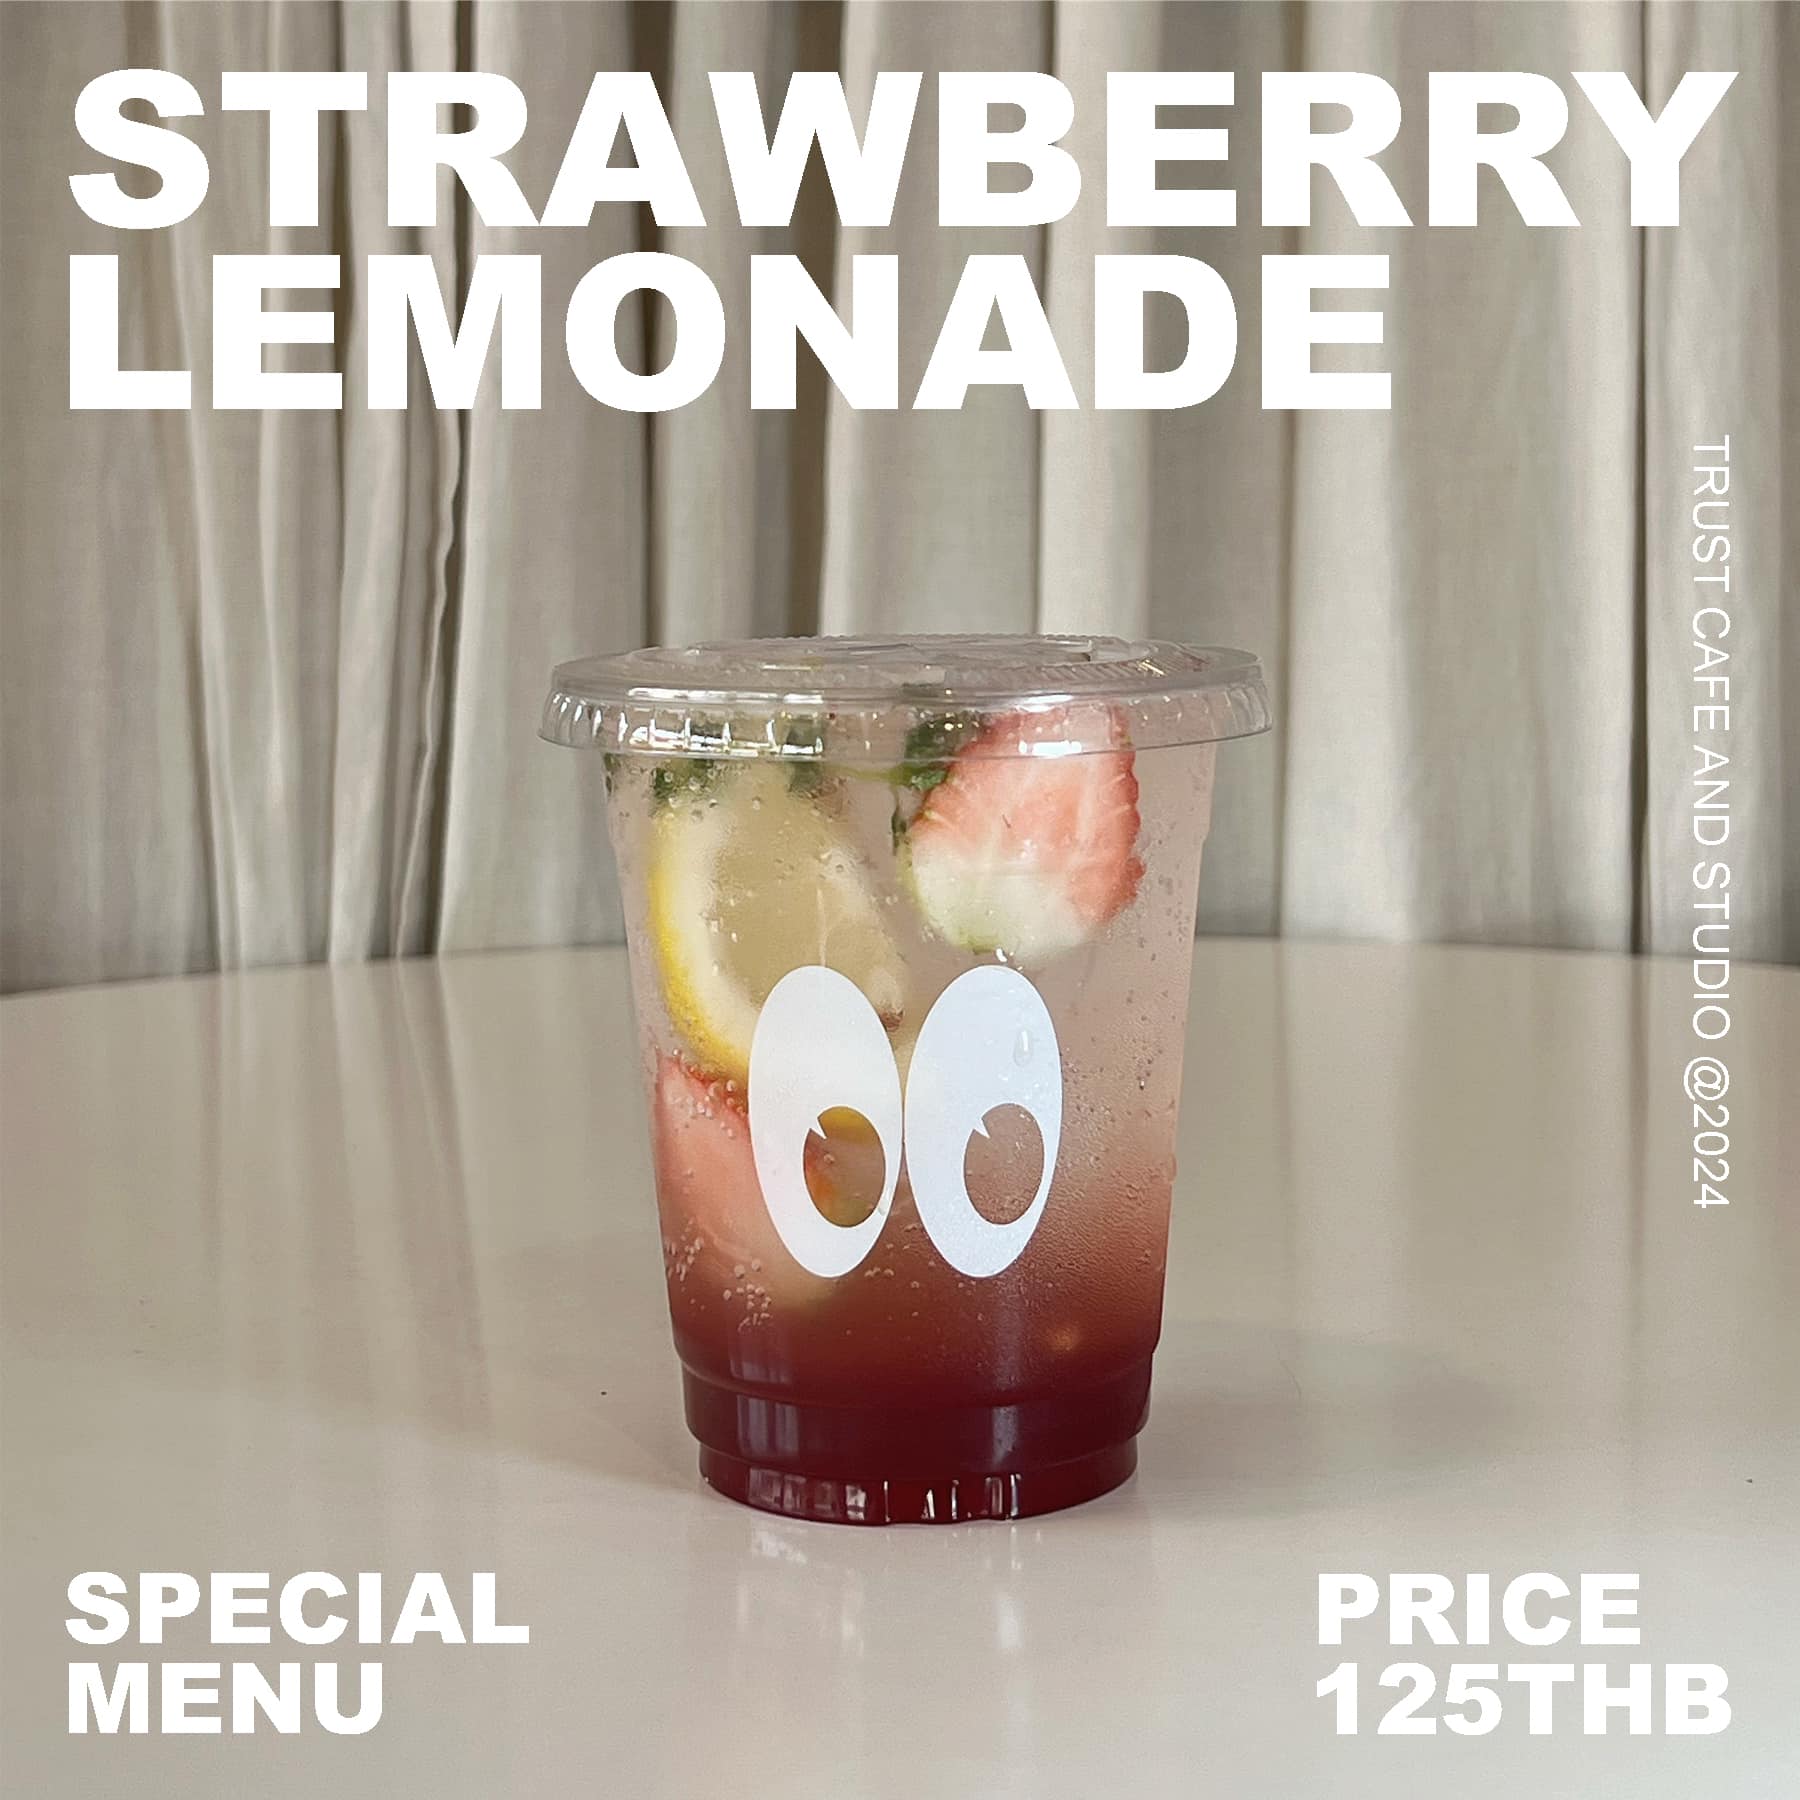 STRAWBERRY
LEMONADE
TRUST CAFE AND STUDIO @2024
SPECIAL
MENU
PRICE
125THB